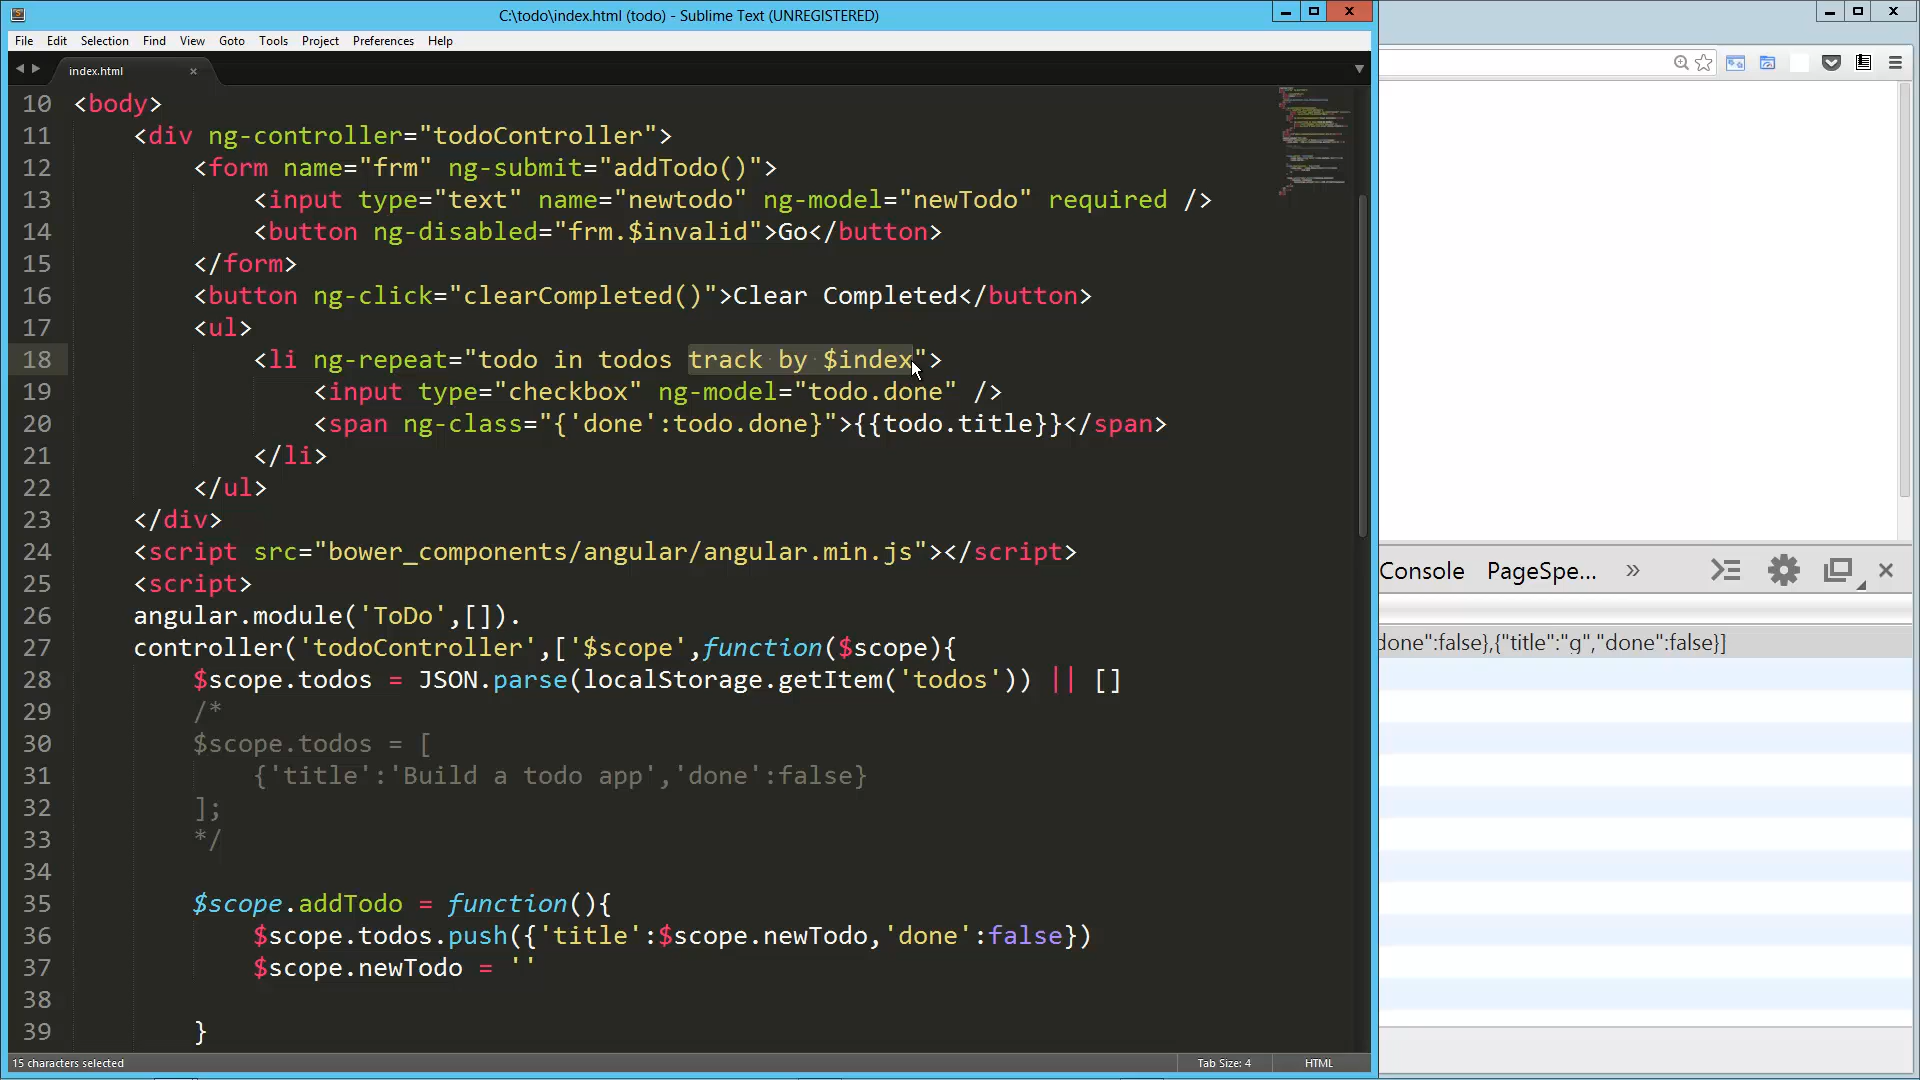 C:\todo\index.html (todo) - Sublime Text (UNREGISTERED)
File Edit Selection Find View Goto Tools Project Preferences Help
index.html
10 <body>
11 <div ng-controller="todoController">
12 <form name="frm" ng-submit="addTodo()">
13 <input type="text" name="newtodo" ng-model="newTodo" required />
14 <button ng-disabled="frm.$invalid">Go</button>
15 </form>
16 <button ng-click="clearCompleted()">Clear Completed</button>
17 <ul>
18 <li ng-repeat="todo in todos track by $index">
19 <input type="checkbox" ng-model="todo.done" />
20 <span ng-class="{'done':todo.done}">{{todo.title}}</span>
21 </li>
22 </ul>
23 </div>
24 <script src="bower_components/angular/angular.min.js"></script>
25 <script>
26 angular.module('ToDo',[]).
27 controller('todoController',['$scope',function($scope){
28 $scope.todos = JSON.parse(localStorage.getItem('todos')) || []
29 /*
30 $scope.todos = [
31 {'title':'Build a todo app','done':false}
32 ];
33 */
34
35 $scope.addTodo = function(){
36 $scope.todos.push({'title':$scope.newTodo,'done':false})
37 $scope.newTodo = ''
38
39 }
15 characters selected
Tab Size: 4 HTML
Console PageSpe... »
done":false},{"title":"g","done":false}]